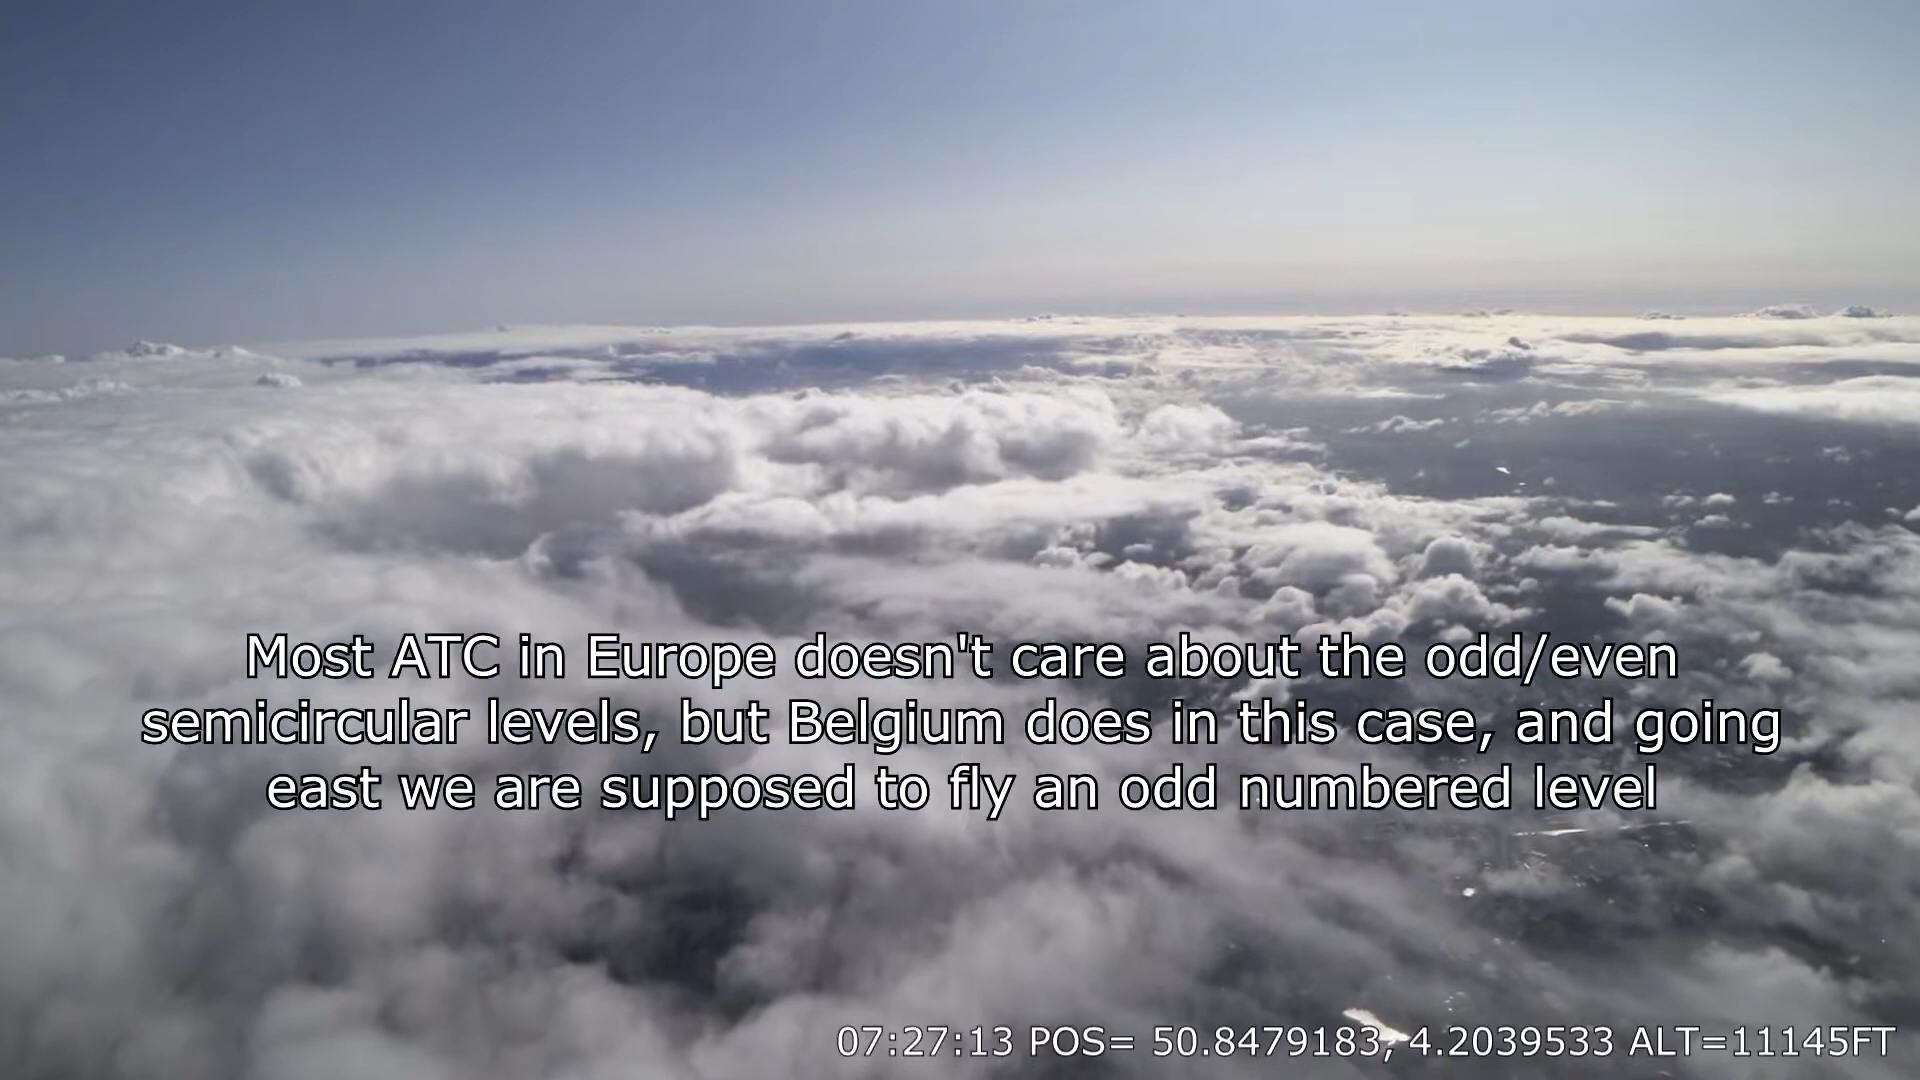 Most ATC in Europe doesn't care about the odd/even
semicircular levels, but Belgium does in this case, and going
east we are supposed to fly an odd numbered level
07:27:13 POS= 50.8479183, 4.2039533 ALT=11145FT